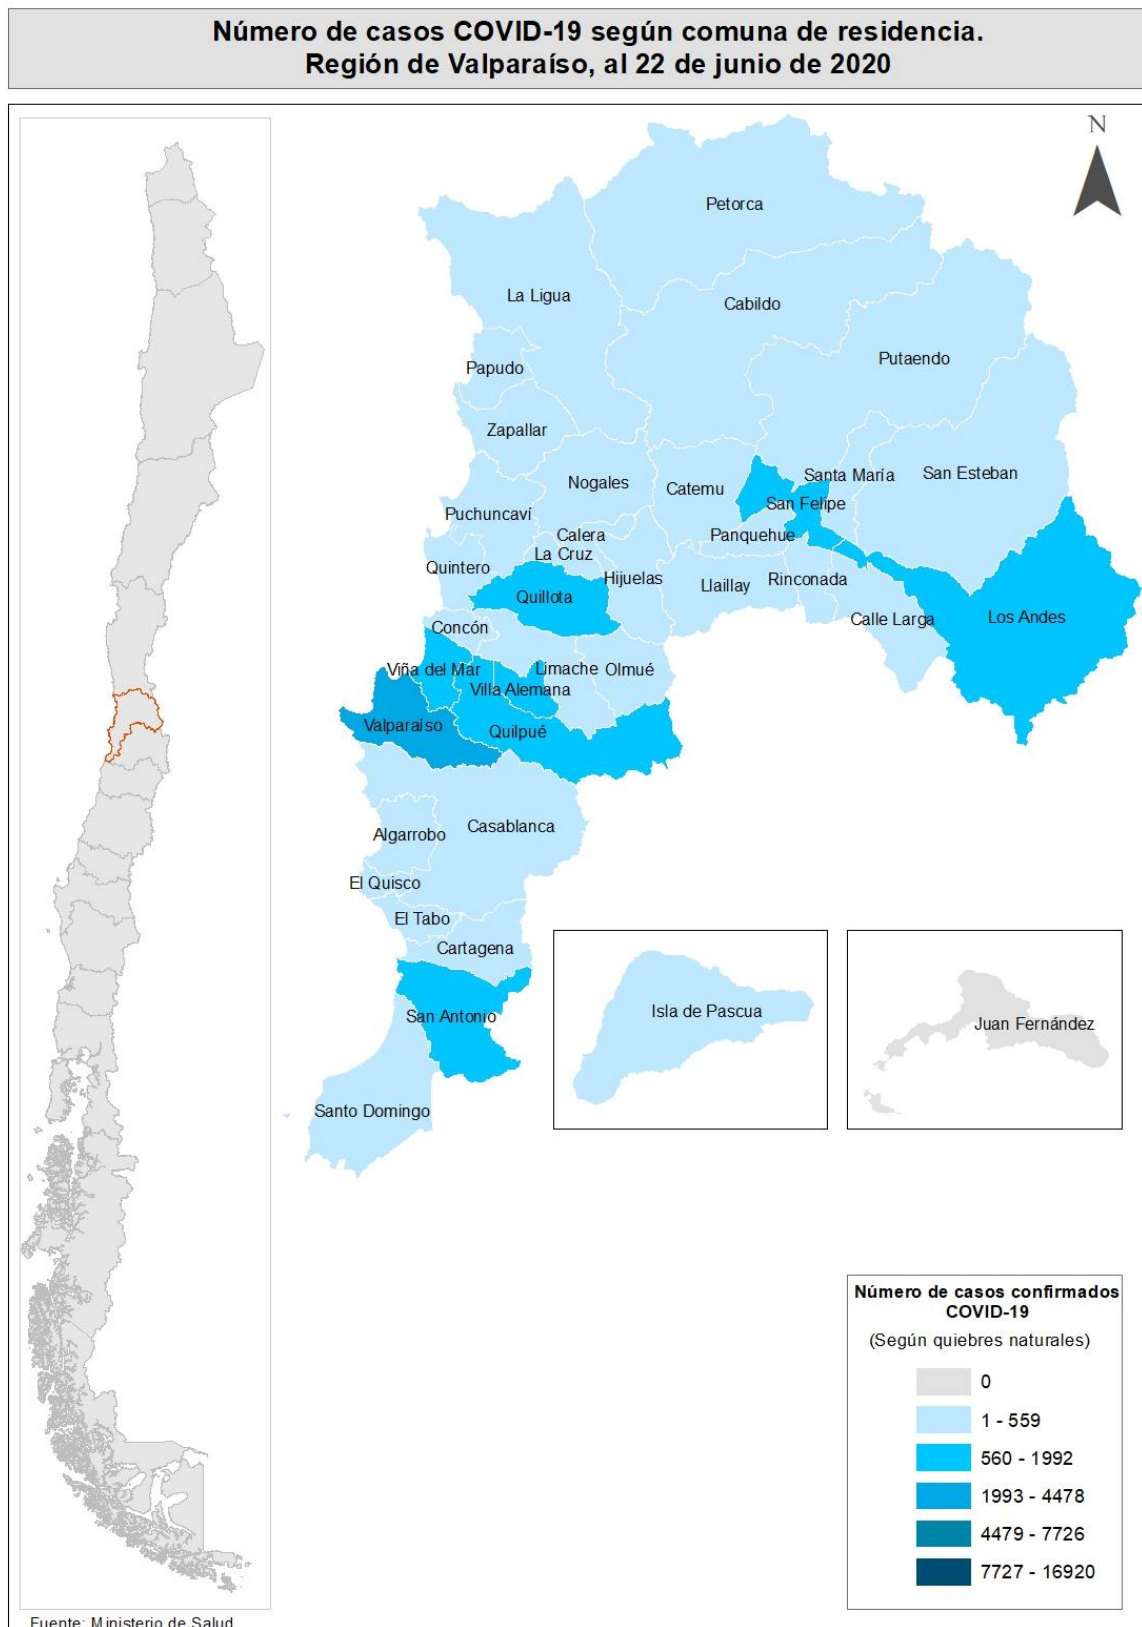 Número de casos COVID-19 según comuna de residencia.
Región de Valparaíso, al 22 de junio de 2020
N
Petorca
La Ligua
Cabildo
Putaendo
Papudo
Zapallar
Nogales
Catemu
Santa María
San Esteban
San Felipe
Puchuncaví
Calera
Panquehue
La Cruz
Quintero
Hijuelas
Llaillay
Rinconada
Quillota
Calle Larga
Los Andes
Concón
Viña del Mar
Limache
Olmué
Villa Alemana
Valparaíso
Quilpué
Algarrobo
Casablanca
El Quisco
El Tabo
Cartagena
San Antonio
Isla de Pascua
Juan Fernández
Santo Domingo
Número de casos confirmados
COVID-19
(Según quiebres naturales)
0
1 - 559
560 - 1992
1993 - 4478
4479 - 7726
7727 - 16920
Fuente: Ministerio de Salud